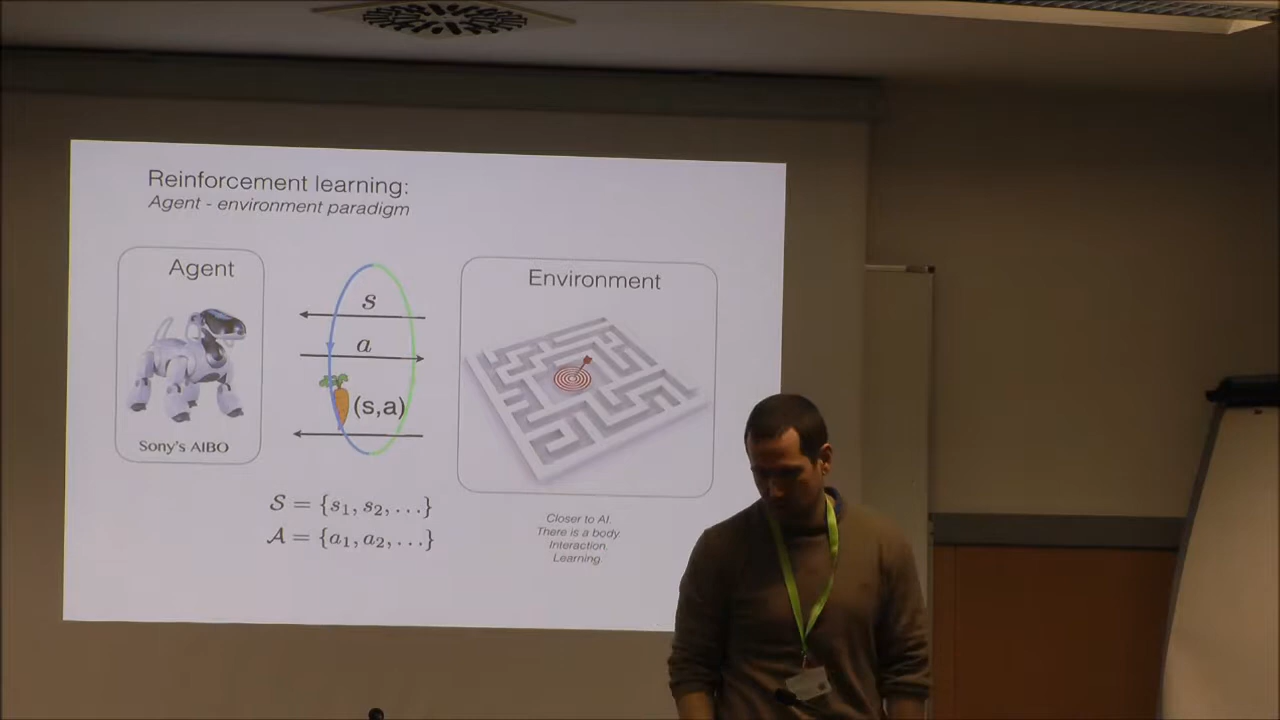 Reinforcement learning:
Agent - environment paradigm
Agent
Sony's AIBO
s
a
(s,a)
Environment
S = {s₁, s₂, . . .}
A = {a₁, a₂, . . .}
Closer to AI.
There is a body
Interaction.
Learning